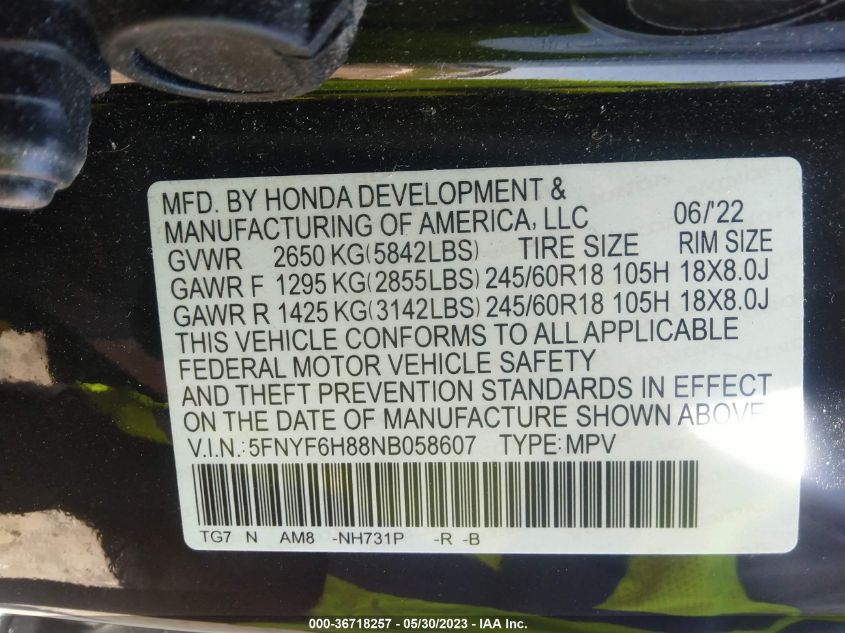 MFD. BY HONDA DEVELOPMENT &
MANUFACTURING OF AMERICA, LLC 06/'22
GVWR 2650 KG(5842LBS) TIRE SIZE RIM SIZE
GAWR F 1295 KG(2855LBS) 245/60R18 105H 18X8.0J
GAWR R 1425 KG(3142LBS) 245/60R18 105H 18X8.0J
THIS VEHICLE CONFORMS TO ALL APPLICABLE
FEDERAL MOTOR VEHICLE SAFETY
AND THEFT PREVENTION STANDARDS IN EFFECT
ON THE DATE OF MANUFACTURE SHOWN ABOVE.
V.I.N.: 5FNYF6H88NB058607 TYPE: MPV
TG7 N AM8 -NH731P -R -B
000-36718257 - 05/30/2023 - IAA Inc.